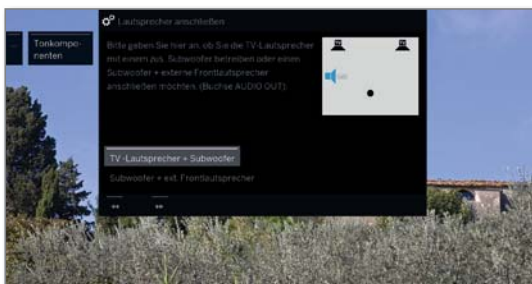 Lautsprecher anschließen
Tonkompo-
nenten
Bitte geben Sie hier an, ob Sie die TV-Lautsprecher
mit einem zus. Subwoofer betreiben oder einen
Subwoofer + externe Frontlautsprecher
anschließen möchten. (Buchse AUDIO OUT):
TV-Lautsprecher + Subwoofer
Subwoofer + ext. Frontlautsprecher